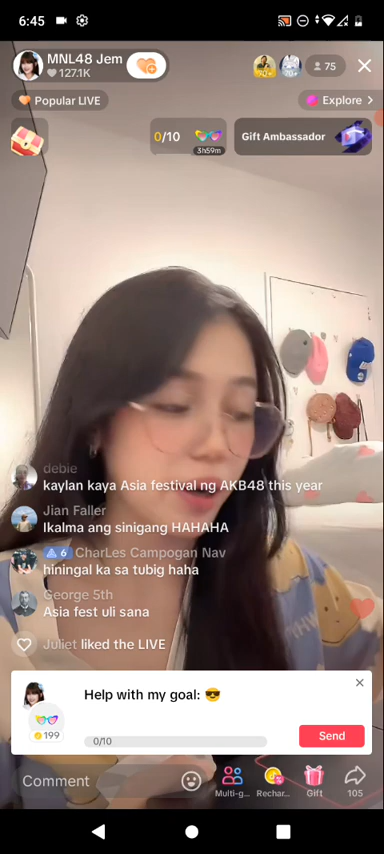 6:45
MNL48 Jem
127.1K
90+
70+
75
Popular LIVE
Explore
0/10
3h59m
Gift Ambassador
debie
kaylan kaya Asia festival ng AKB48 this year
Jian Faller
Ikalma ang sinigang HAHAHA
6 CharLes Campogan Nav
hiningal ka sa tubig haha
George 5th
Asia fest uli sana
Juliet liked the LIVE
Help with my goal: 😎
199
0/10
Send
Comment
Multi-g...
Rechar...
Gift
105